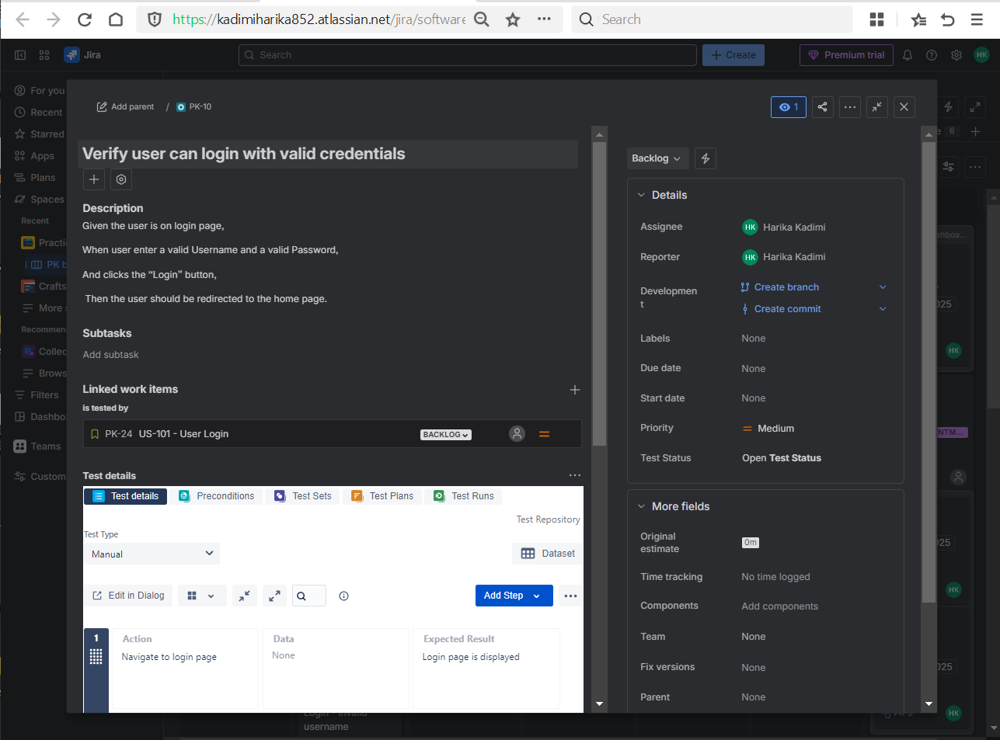 https://kadimiharika852.atlassian.net/jira/software
Search
Jira
Search
Create
Premium trial
HK
For you
Recent
Starred
Apps
Plans
Spaces
Recent
Practi
PK b
Crafts
More
Recommen
Collec
Brows
Filters
Dashbo
Teams
Custom
Add parent / PK-10
1
Verify user can login with valid credentials
Description
Given the user is on login page,
When user enter a valid Username and a valid Password,
And clicks the “Login” button,
Then the user should be redirected to the home page.
Subtasks
Add subtask
Linked work items
is tested by
PK-24 US-101 - User Login BACKLOG
Test details
Test details Preconditions Test Sets Test Plans Test Runs
Test Repository
Test Type
Manual
Dataset
Edit in Dialog
Add Step
1 Action Data Expected Result
Navigate to login page None Login page is displayed
Backlog
Details
Assignee HK Harika Kadimi
Reporter HK Harika Kadimi
Developmen
t
Create branch
Create commit
Labels None
Due date None
Start date None
Priority Medium
Test Status Open Test Status
More fields
Original
estimate
0m
Time tracking No time logged
Components Add components
Team None
Fix versions None
Parent None
e 6
shboa...
025
HK
NTM...
25
HK
025
HK
username